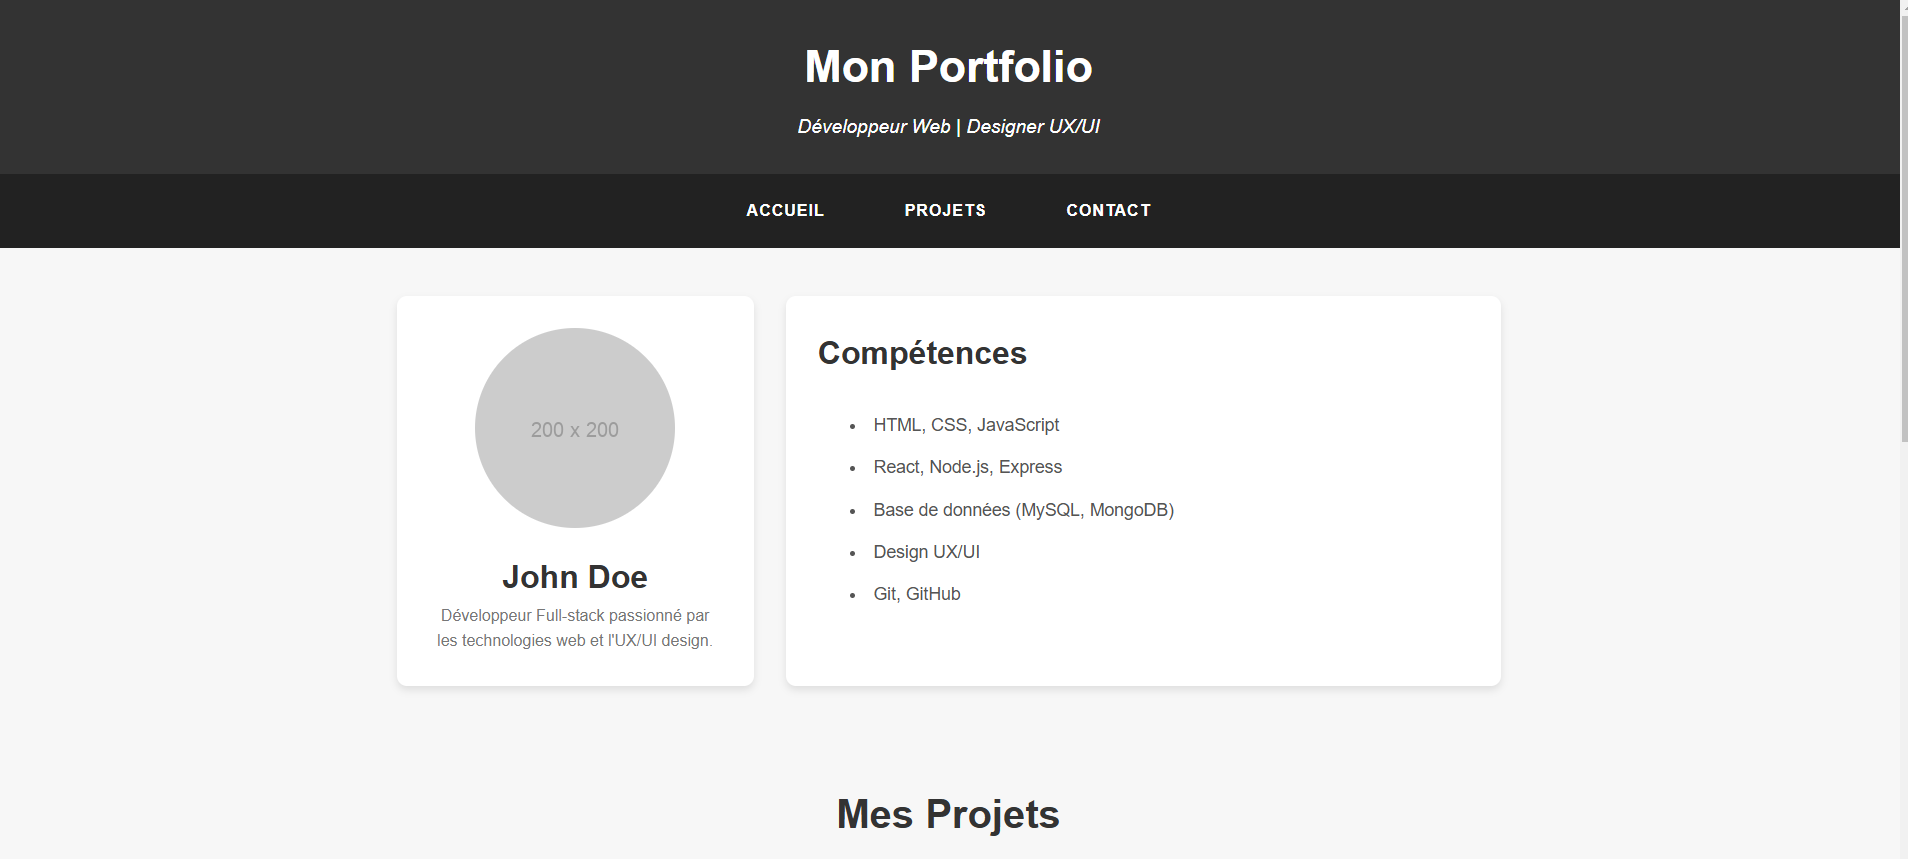 Mon Portfolio
Développeur Web | Designer UX/UI
ACCUEIL PROJETS CONTACT
200 x 200
John Doe
Développeur Full-stack passionné par
les technologies web et l'UX/UI design.
Compétences
• HTML, CSS, JavaScript
• React, Node.js, Express
• Base de données (MySQL, MongoDB)
• Design UX/UI
• Git, GitHub
Mes Projets